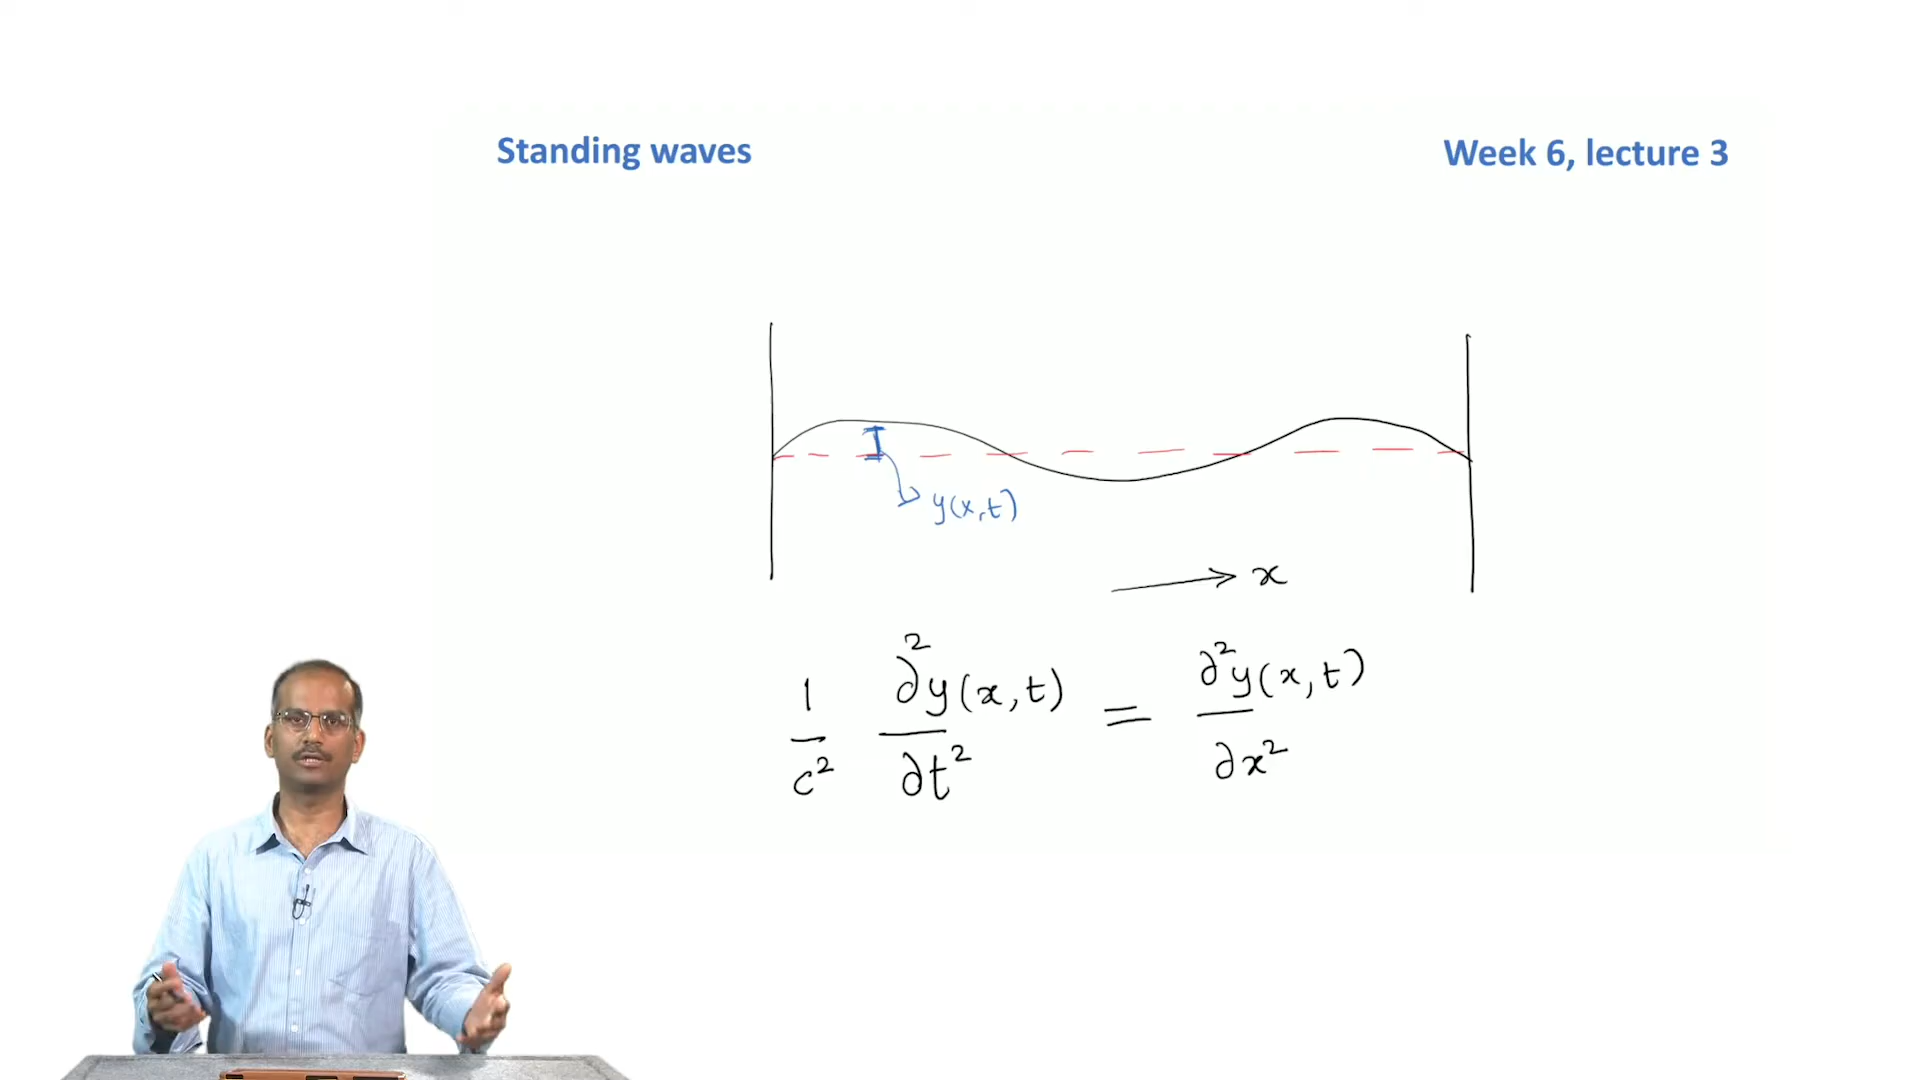 Standing waves
Week 6, lecture 3
y(x,t)
x
1/c² ∂²y(x,t)/∂t² = ∂²y(x,t)/∂x²